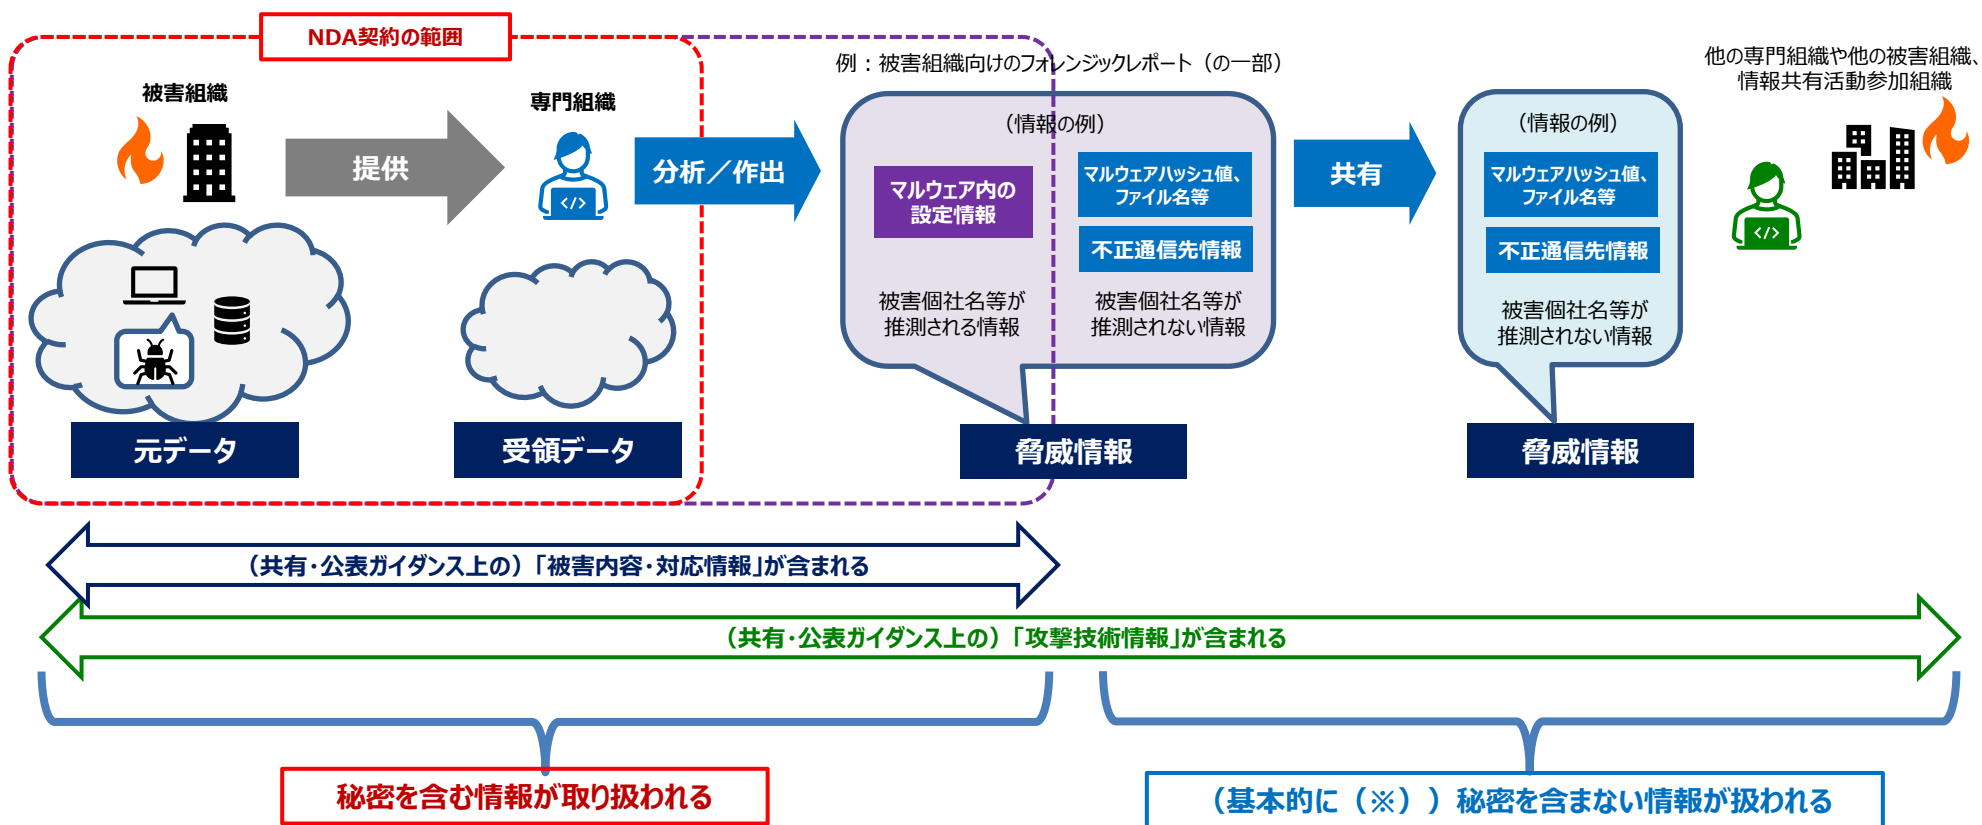 NDA契約の範囲
被害組織
提供
専門組織
分析／作出
例：被害組織向けのフォレンジックレポート（の一部）
（情報の例）
マルウェア内の
設定情報
マルウェアハッシュ値、
ファイル名等
不正通信先情報
被害個社名等が
推測される情報
被害個社名等が
推測されない情報
共有
（情報の例）
マルウェアハッシュ値、
ファイル名等
不正通信先情報
被害個社名等が
推測されない情報
他の専門組織や他の被害組織、
情報共有活動参加組織
</>
</>
元データ
受領データ
脅威情報
脅威情報
（共有・公表ガイダンス上の）「被害内容・対応情報」が含まれる
（共有・公表ガイダンス上の）「攻撃技術情報」が含まれる
秘密を含む情報が取り扱われる
（基本的に（※））秘密を含まない情報が扱われる